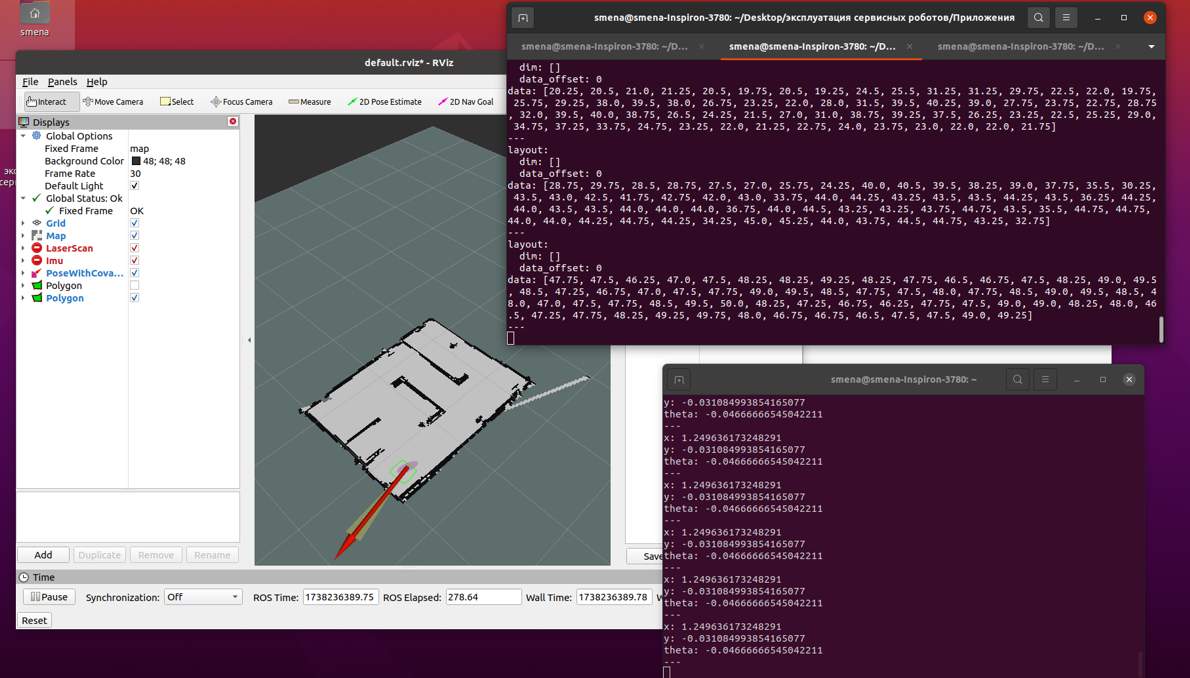 smena
эк
сер
default.rviz* - RViz
File Panels Help
Interact Move Camera Select Focus Camera Measure 2D Pose Estimate 2D Nav Goal
Displays
Global Options
Fixed Frame map
Background Color 48; 48; 48
Frame Rate 30
Default Light ✓
Global Status: Ok
Fixed Frame OK
Grid
Map
LaserScan
Imu
PoseWithCova...
Polygon
Polygon
Add Duplicate Remove Rename
Time
Pause Synchronization: Off ROS Time: 1738236389.75 ROS Elapsed: 278.64 Wall Time: 1738236389.78
Reset
Save
smena@smena-Inspiron-3780: ~/Desktop/эксплуатация сервисных роботов/Приложения
smena@smena-Inspiron-3780: ~/D... smena@smena-Inspiron-3780: ~/D... smena@smena-Inspiron-3780: ~/D...
dim: []
data_offset: 0
data: [20.25, 20.5, 21.0, 21.25, 20.5, 19.75, 20.5, 19.25, 24.5, 25.5, 31.25, 31.25, 29.75, 22.5, 22.0, 19.75,
25.75, 29.25, 38.0, 39.5, 38.0, 26.75, 23.25, 22.0, 28.0, 31.5, 39.5, 40.25, 39.0, 27.75, 23.75, 22.75, 28.75
, 32.0, 39.5, 40.0, 38.75, 26.5, 24.25, 21.5, 27.0, 31.0, 38.75, 39.25, 37.5, 26.25, 23.25, 22.5, 25.25, 29.0,
34.75, 37.25, 33.75, 24.75, 23.25, 22.0, 21.25, 22.75, 24.0, 23.75, 23.0, 22.0, 22.0, 21.75]
---
layout:
dim: []
data_offset: 0
data: [28.75, 29.75, 28.5, 28.75, 27.5, 27.0, 25.75, 24.25, 40.0, 40.5, 39.5, 38.25, 39.0, 37.75, 35.5, 30.25,
43.5, 43.0, 42.5, 41.75, 42.75, 42.0, 43.0, 33.75, 44.0, 44.25, 43.25, 43.5, 43.5, 44.25, 43.5, 36.25, 44.25,
44.0, 43.5, 43.5, 44.0, 44.0, 44.0, 36.75, 44.0, 44.5, 43.25, 43.25, 43.75, 44.75, 43.5, 35.5, 44.75, 44.75,
44.0, 44.0, 44.25, 44.75, 44.25, 34.25, 45.0, 45.25, 44.0, 43.75, 44.5, 44.75, 43.25, 32.75]
---
layout:
dim: []
data_offset: 0
data: [47.75, 47.5, 46.25, 47.0, 47.5, 48.25, 48.25, 49.25, 48.25, 47.75, 46.5, 46.75, 47.5, 48.25, 49.0, 49.5
, 48.5, 47.25, 46.75, 47.0, 47.5, 47.75, 49.0, 49.5, 48.5, 47.75, 47.5, 48.0, 47.75, 48.5, 49.0, 49.5, 48.5, 4
8.0, 47.0, 47.5, 47.75, 48.5, 49.5, 50.0, 48.25, 47.25, 46.75, 46.25, 47.75, 47.5, 49.0, 49.0, 48.25, 48.0, 46
.5, 47.25, 47.75, 48.25, 49.25, 49.75, 48.0, 46.75, 46.75, 46.5, 47.5, 47.5, 49.0, 49.25]
---
smena@smena-Inspiron-3780: ~
y: -0.031084993854165077
theta: -0.04666666545042211
---
x: 1.249636173248291
y: -0.031084993854165077
theta: -0.04666666545042211
---
x: 1.249636173248291
y: -0.031084993854165077
theta: -0.04666666545042211
---
x: 1.249636173248291
y: -0.031084993854165077
theta: -0.04666666545042211
---
x: 1.249636173248291
y: -0.031084993854165077
theta: -0.04666666545042211
---
x: 1.249636173248291
y: -0.031084993854165077
theta: -0.04666666545042211
---